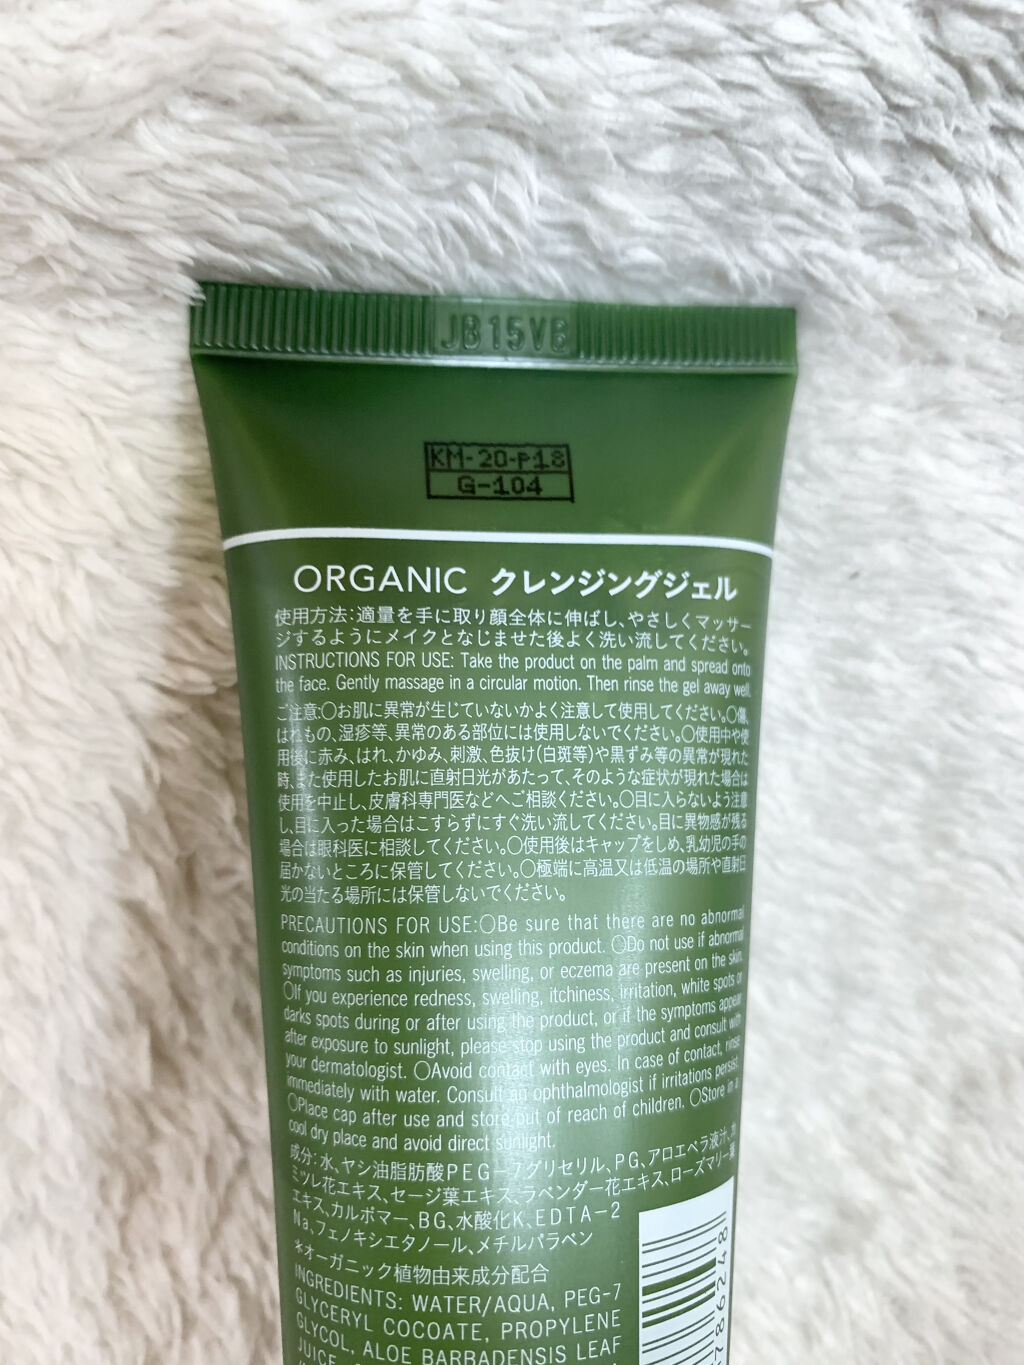 JB15VB
KM-20-P18
G-104
ORGANIC クレンジングジェル
使用方法:適量を手に取り顔全体に伸ばし、やさしくマッサー
ジするようにメイクとなじませた後よく洗い流してください。
INSTRUCTIONS FOR USE: Take the product on the palm and spread onto
the face. Gently massage in a circular motion. Then rinse the gel away well.
ご注意:○お肌に異常が生じていないかよく注意して使用してください。○傷、
はれもの、湿疹等、異常のある部位には使用しないでください。○使用中や使
用後に赤み、はれ、かゆみ、刺激、色抜け(白斑等)や黒ずみ等の異常が現れた
時、また使用したお肌に直射日光があたって、そのような症状が現れた場合は
使用を中止し、皮膚科専門医などへご相談ください。○目に入らないよう注意
し、目に入った場合はこすらずにすぐ洗い流してください。目に異物感が残る
場合は眼科医に相談してください。○使用後はキャップをしめ、乳幼児の手の
届かないところに保管してください。○極端に高温又は低温の場所や直射日
光の当たる場所には保管しないでください。
PRECAUTIONS FOR USE:○Be sure that there are no abnormal
conditions on the skin when using this product. ○Do not use if abnormal
symptoms such as injuries, swelling, or eczema are present on the skin.
○If you experience redness, swelling, itchiness, irritation, white spots or
darks spots during or after using the product, or if the symptoms appear
after exposure to sunlight, please stop using the product and consult with
your dermatologist. ○Avoid contact with eyes. In case of contact, rinse
immediately with water. Consult an ophthalmologist if irritations persist.
○Place cap after use and store out of reach of children. ○Store in a
cool dry place and avoid direct sunlight.
成分:水、ヤシ油脂肪酸PEG-7グリセリル、PG、アロエベラ液汁、カ
ミツレ花エキス、セージ葉エキス、ラベンダー花エキス、ローズマリー葉
エキス、カルボマー、BG、水酸化K、EDTA-2
Na、フェノキシエタノール、メチルパラベン
*オーガニック植物由来成分配合
INGREDIENTS: WATER/AQUA, PEG-7
GLYCERYL COCOATE, PROPYLENE
GLYCOL, ALOE BARBADENSIS LEAF
JUICE,
786248